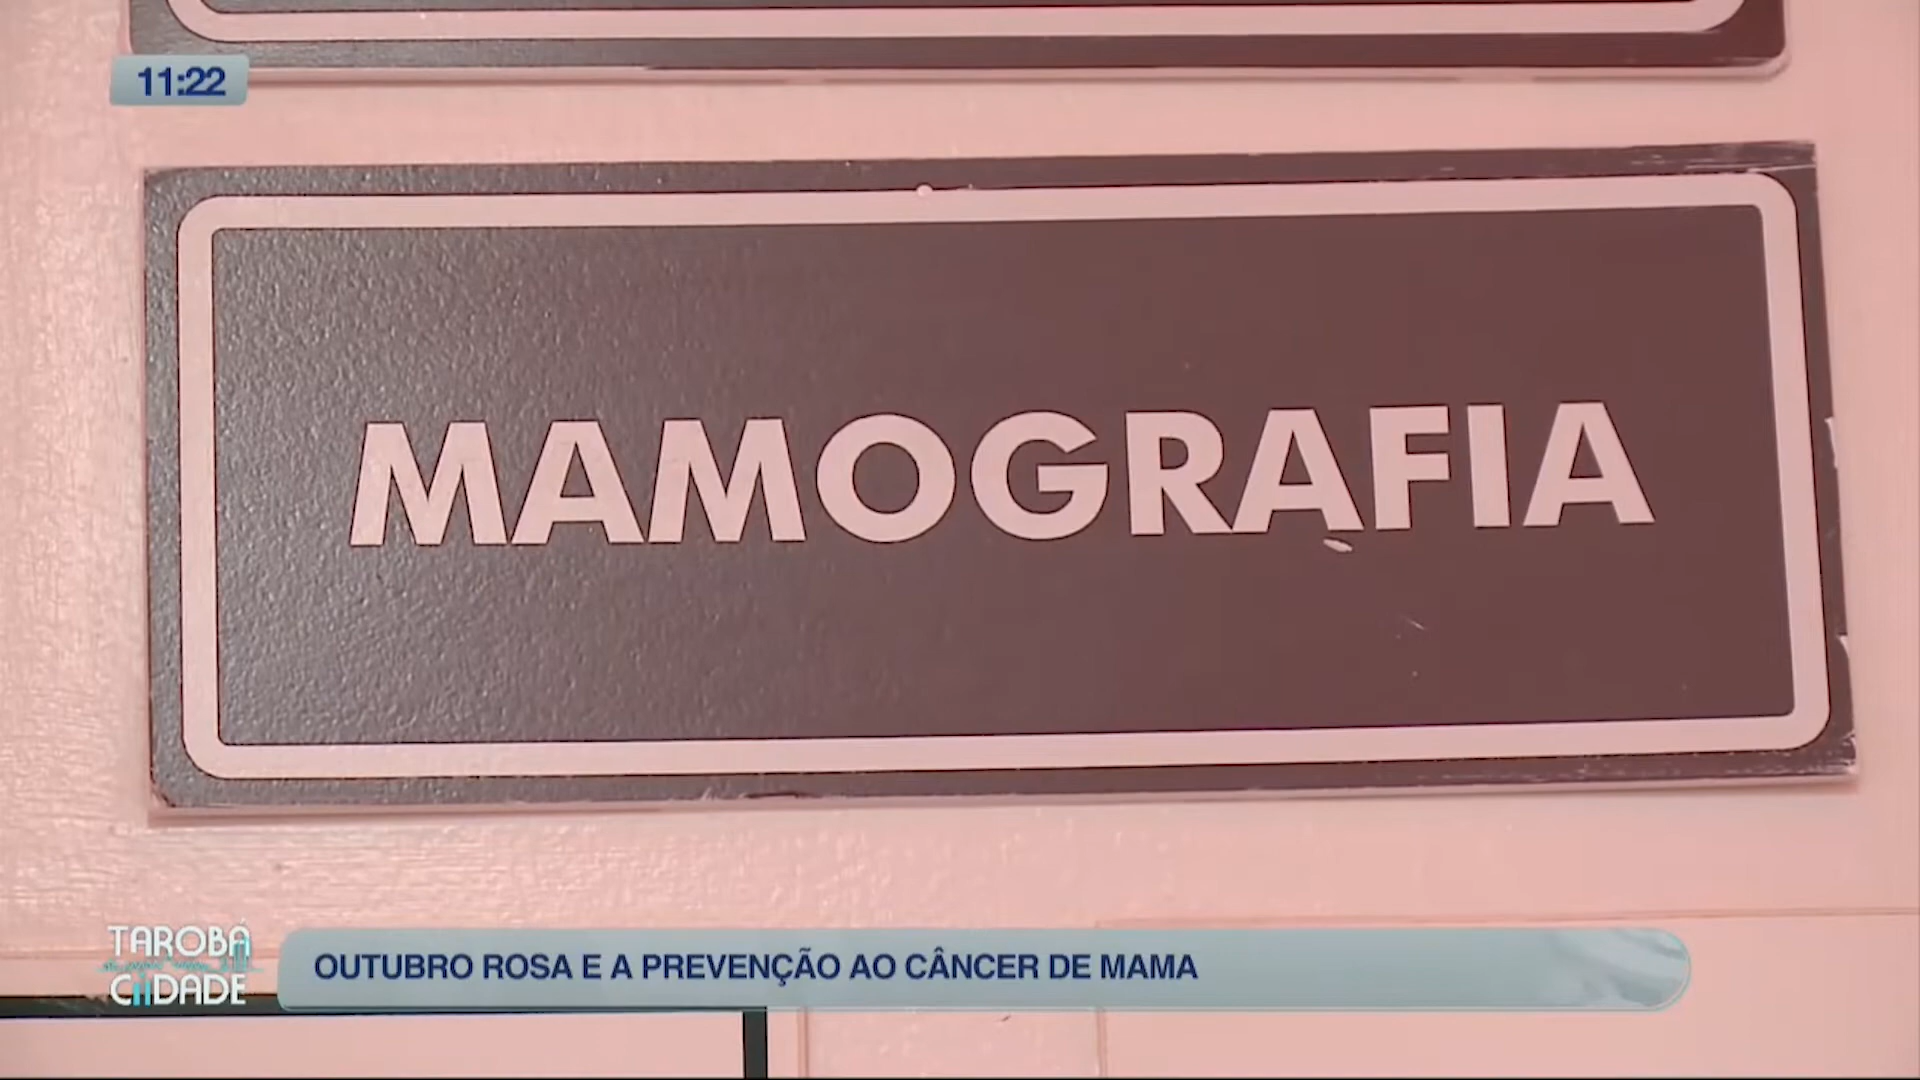 11:22
MAMOGRAFIA
TAROBÁ
CIDADE
OUTUBRO ROSA E A PREVENÇÃO AO CÂNCER DE MAMA